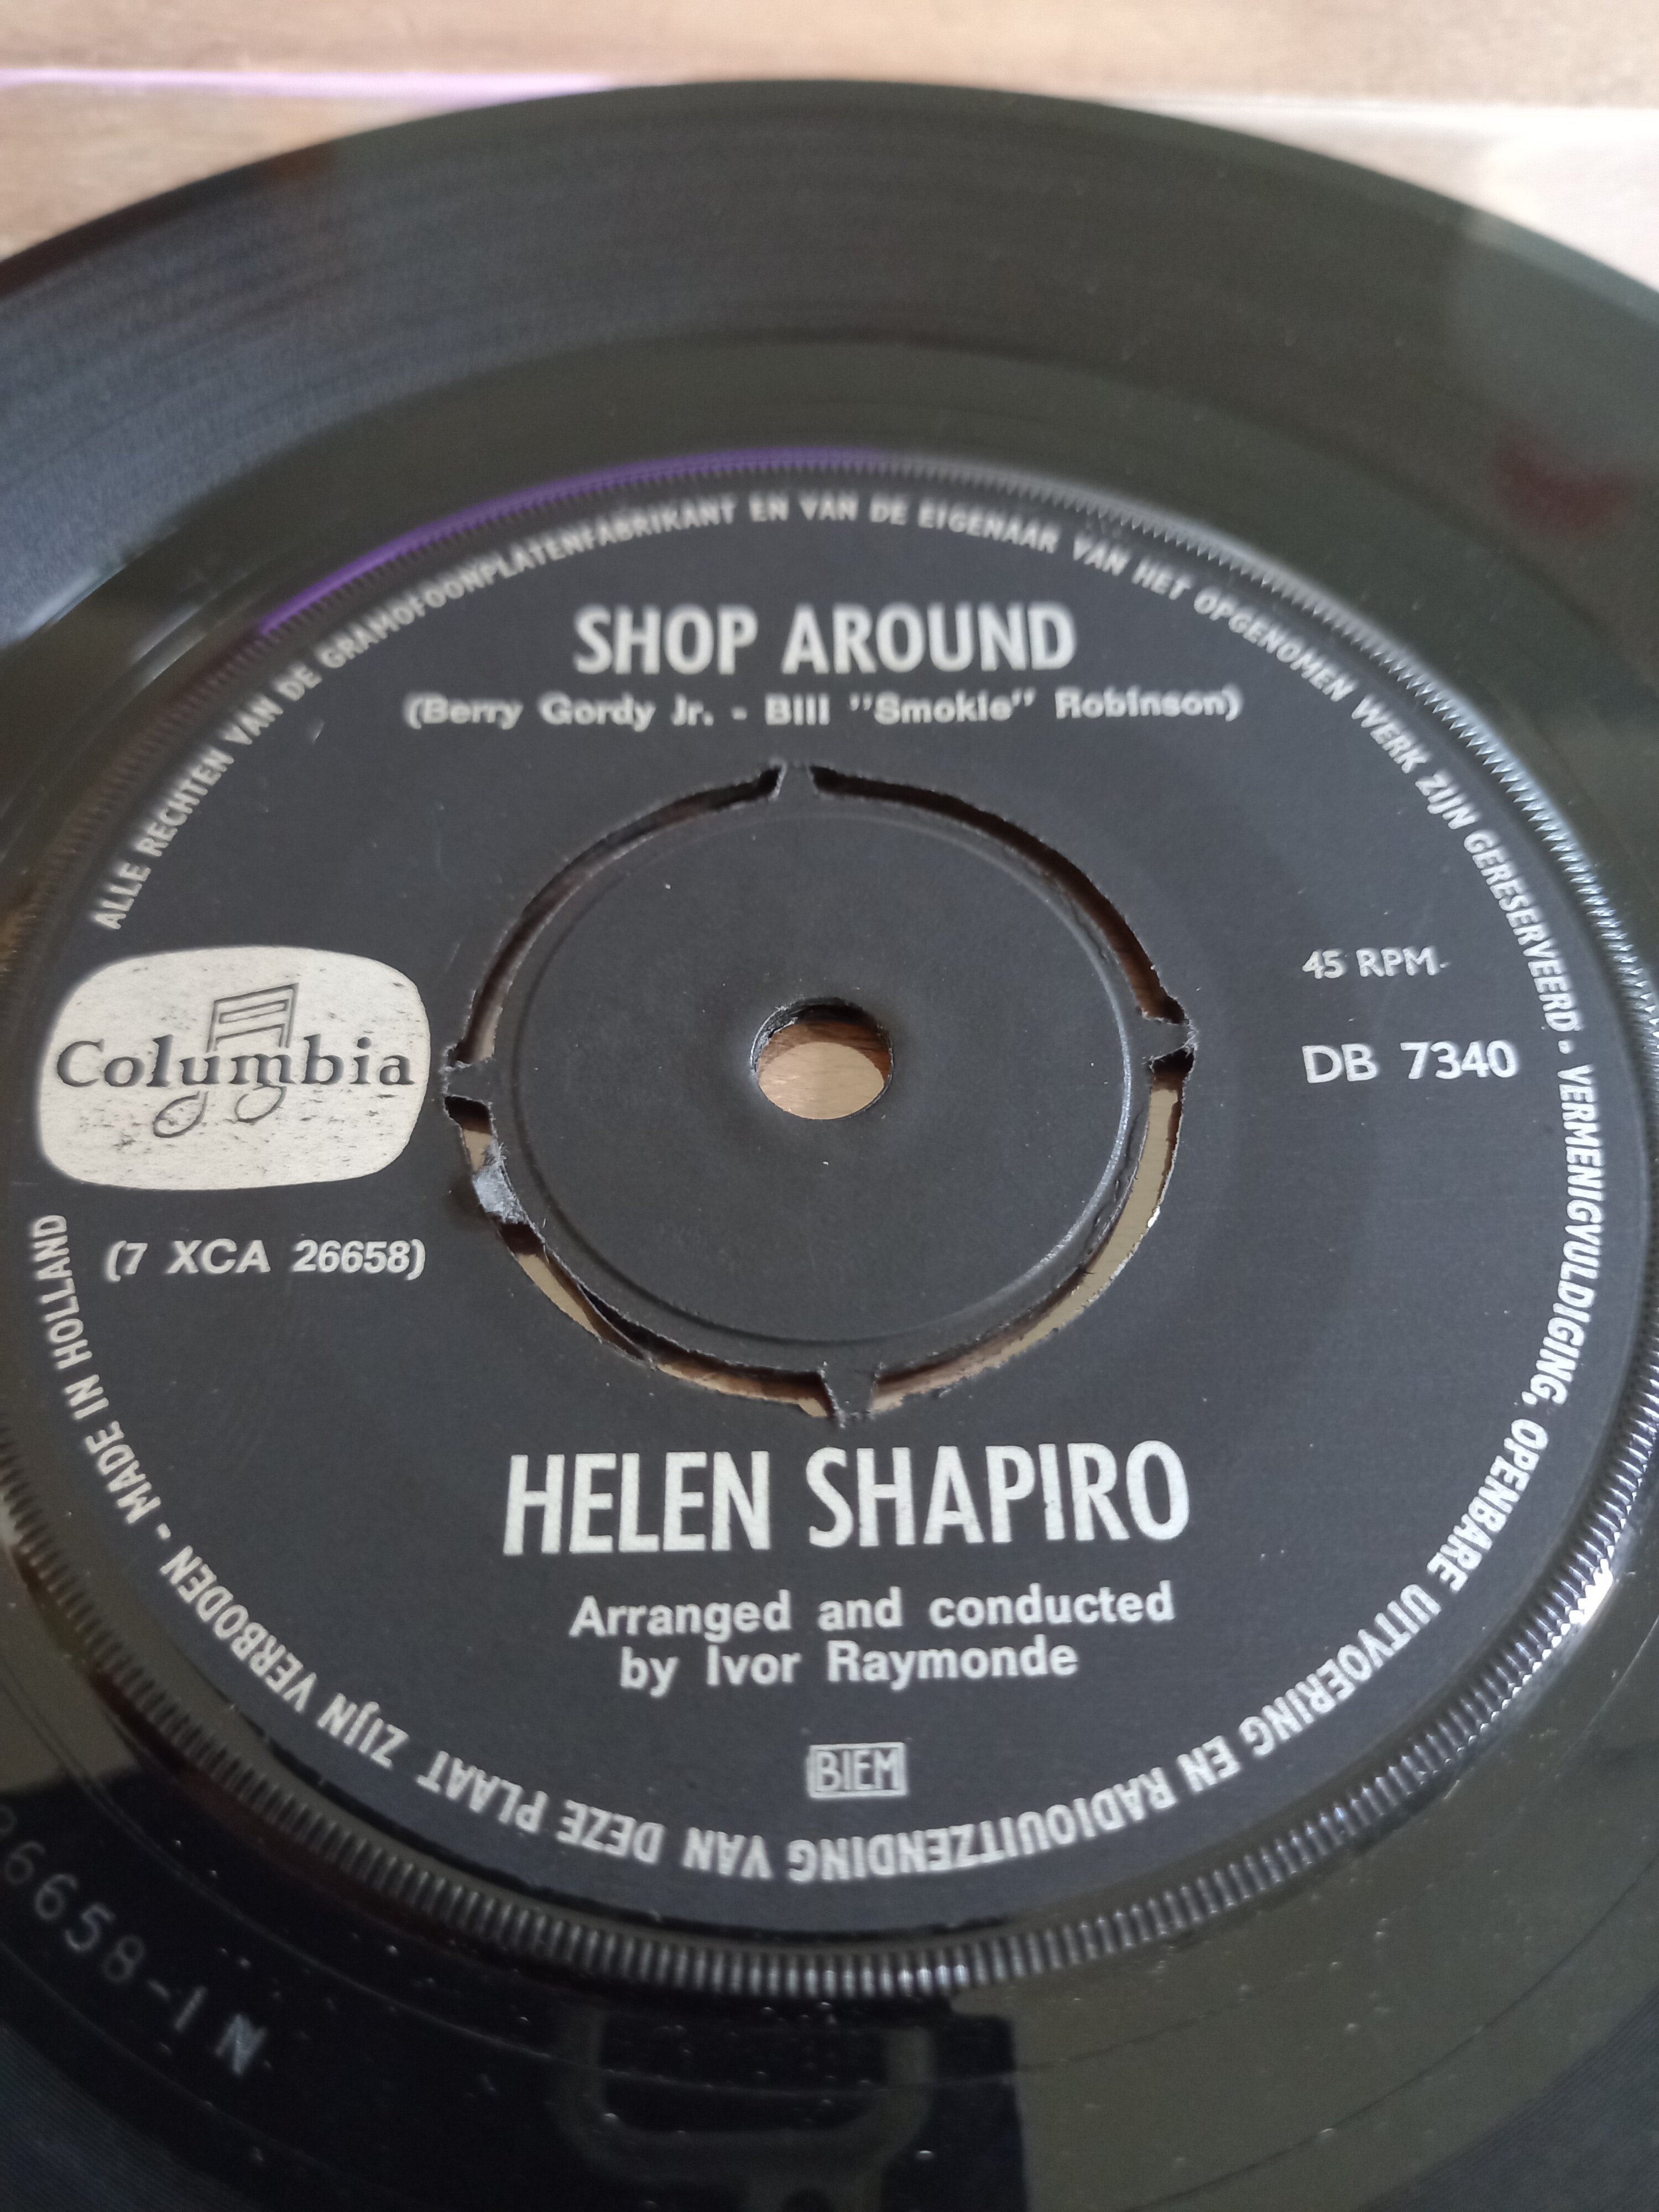 ALLE RECHTEN VAN DE GRAMOFOONPLATENFABRIKANT EN VAN DE EIGENAAR VAN HET OPGENOMEN WERK ZIJN GERESERVEERD - VERMENIGVULDIGING, OPENBARE UITVOERING EN RADIOUITZENDING VAN DEZE PLAAT ZIJN VERBODEN - MADE IN HOLLAND
SHOP AROUND
(Berry Gordy Jr. - Bill "Smokie" Robinson)
45 RPM
Columbia
DB 7340
(7 XCA 26658)
HELEN SHAPIRO
Arranged and conducted
by Ivor Raymonde
BIEM
26658-1N